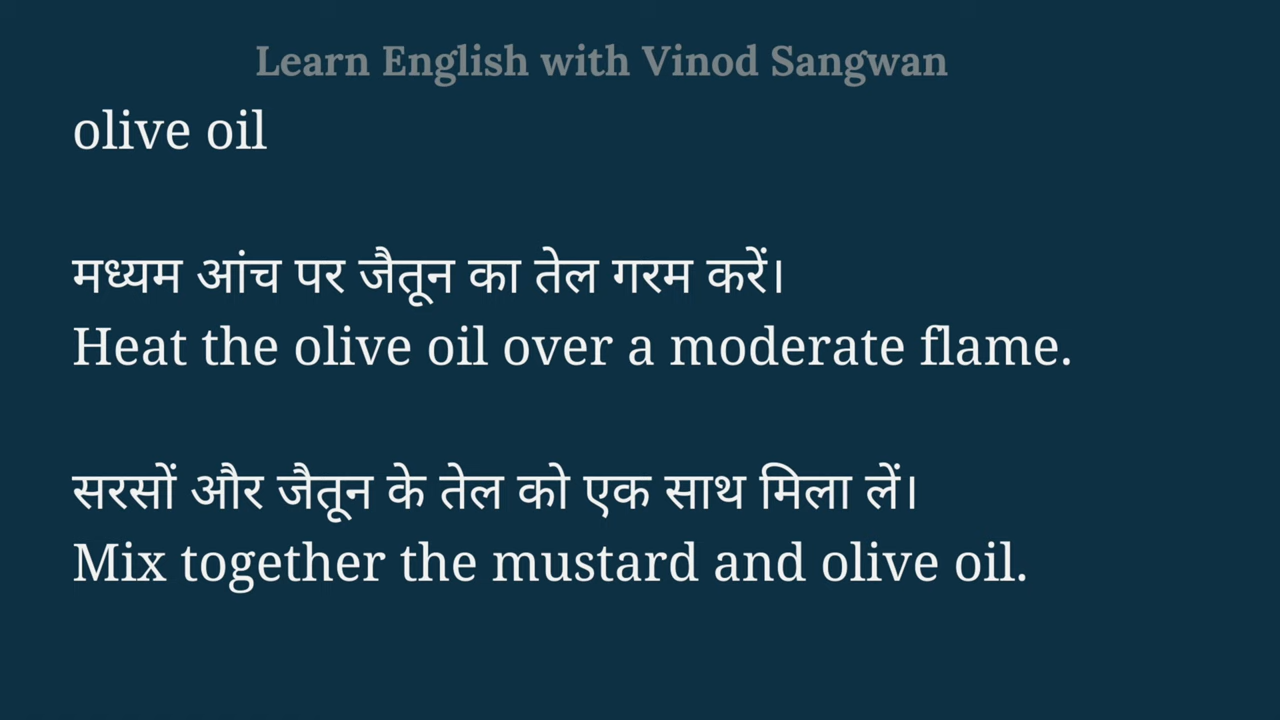 Learn English with Vinod Sangwan
olive oil
मध्यम आंच पर जैतून का तेल गरम करें।
Heat the olive oil over a moderate flame.
सरसों और जैतून के तेल को एक साथ मिला लें।
Mix together the mustard and olive oil.